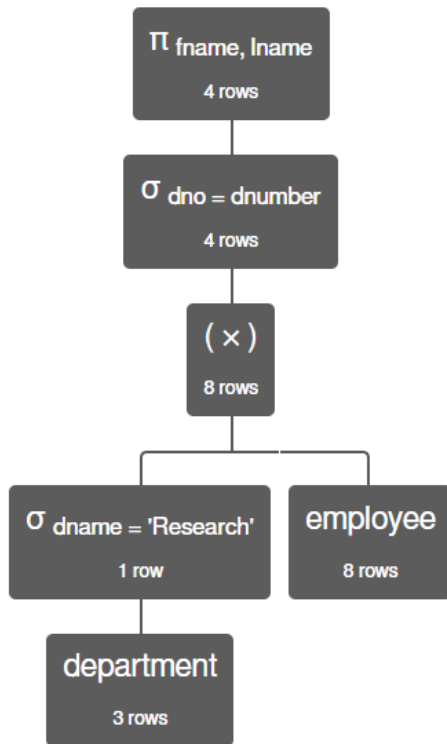 π fname, lname
4 rows
σ dno = dnumber
4 rows
( × )
8 rows
σ dname = 'Research'
1 row
employee
8 rows
department
3 rows